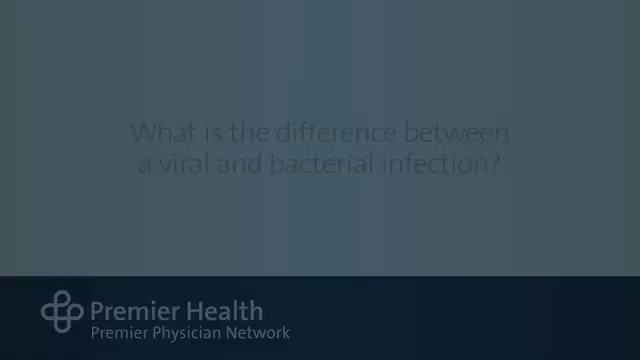 What is the difference between
a viral and bacterial infection?
Premier Health
Premier Physician Network